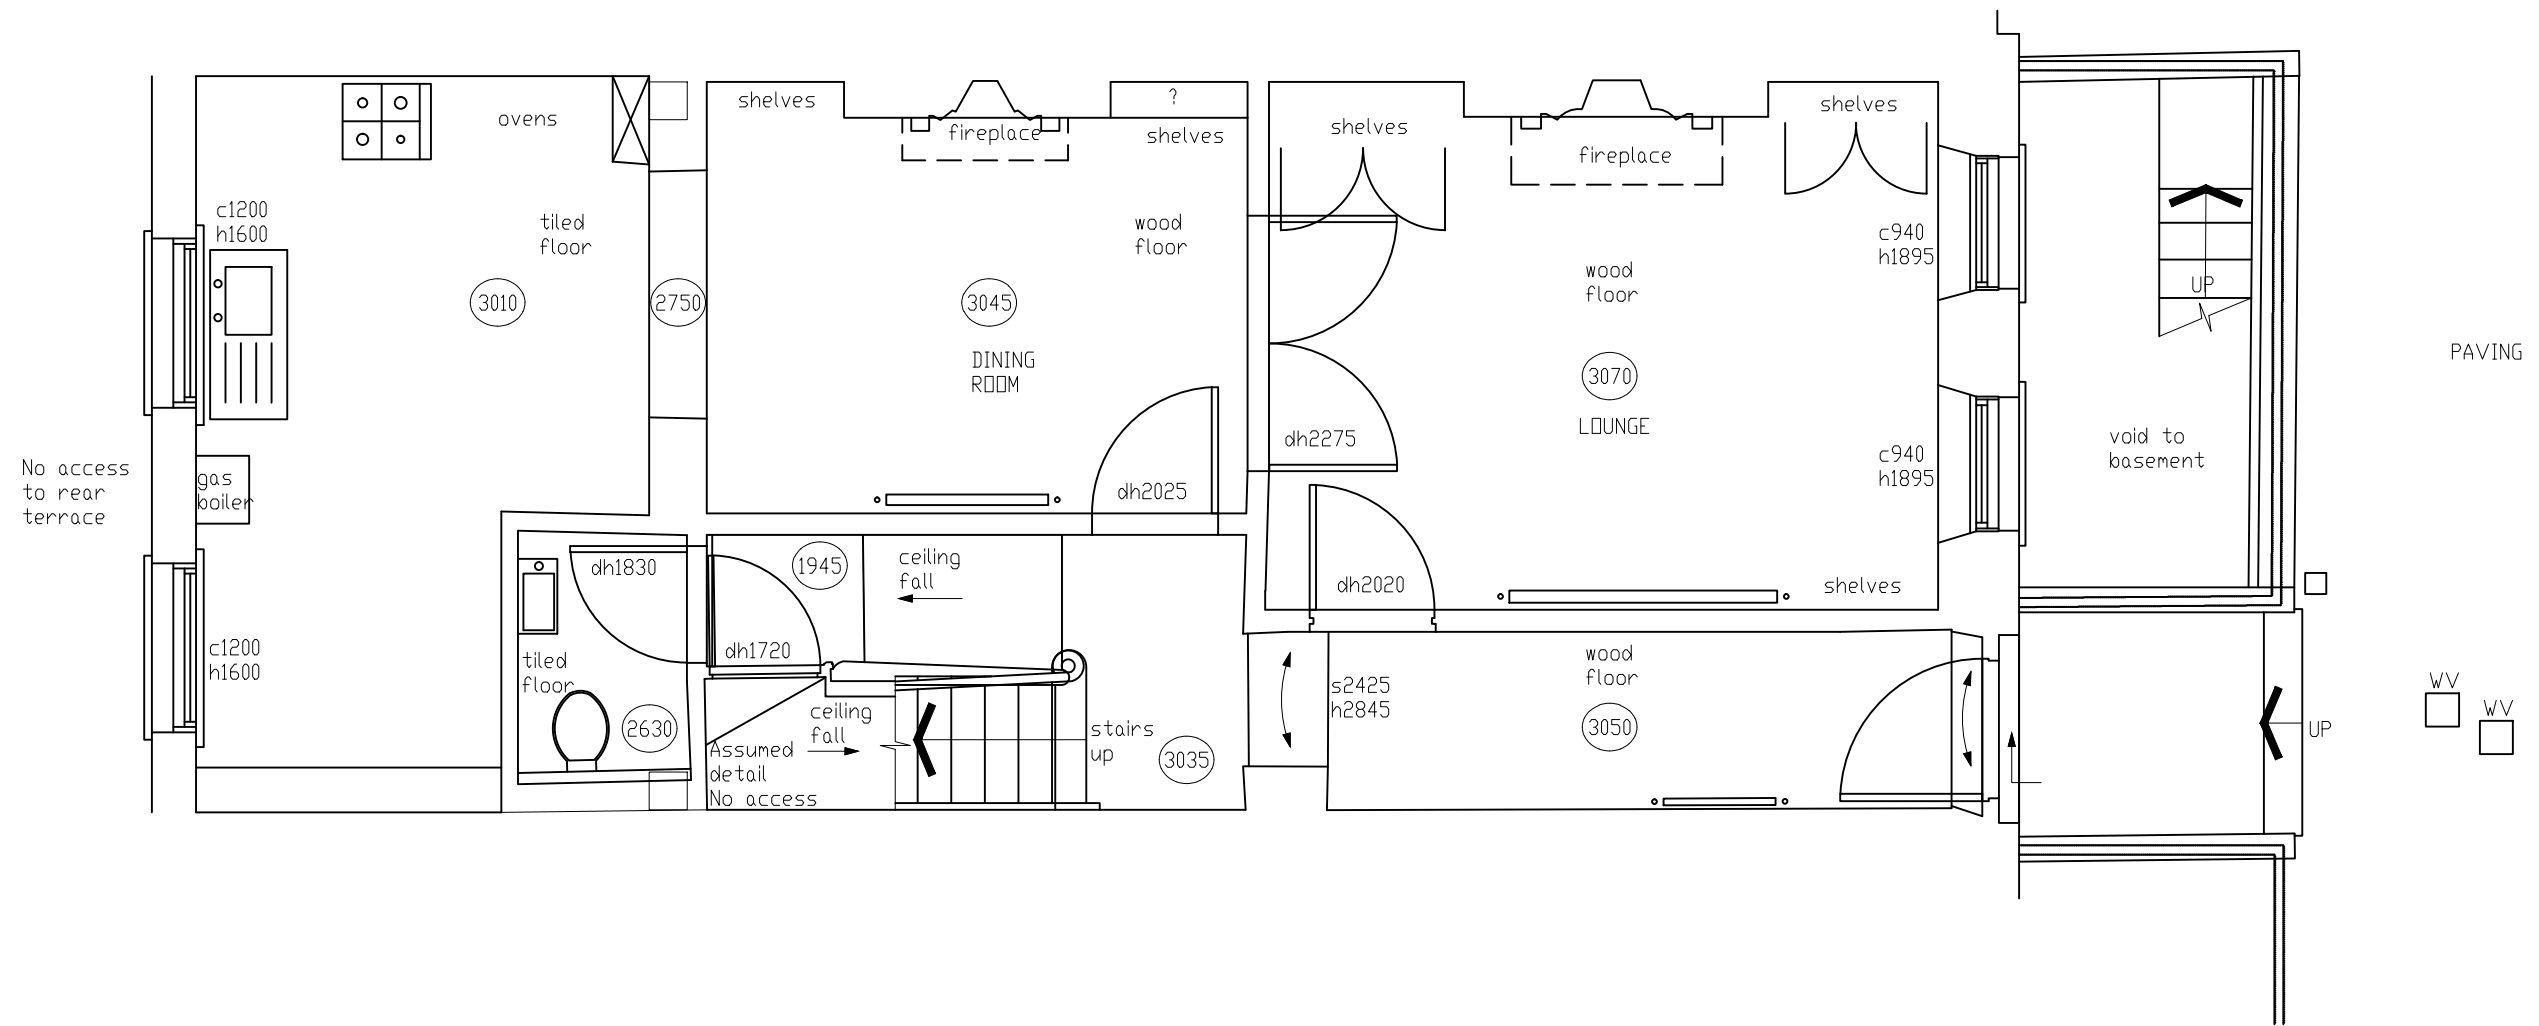 shelves
ovens
fireplace
?
shelves
shelves
fireplace
shelves
c1200
h1600
tiled
floor
wood
floor
3010
2750
3045
DINING
ROOM
wood
floor
3070
LOUNGE
c940
h1895
UP
PAVING
No access
to rear
terrace
gas
boiler
dh2025
dh2275
c940
h1895
void to
basement
dh1830
1945
ceiling
fall
dh2020
shelves
c1200
h1600
tiled
floor
dh1720
2630
ceiling
fall
Assumed
detail
No access
stairs
up
3035
s2425
h2845
wood
floor
3050
UP
WV
WV